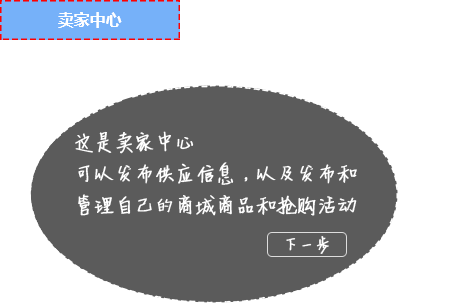 卖家中心
这是卖家中心
可以发布供应信息，以及发布和
管理自己的商城商品和抢购活动
下一步